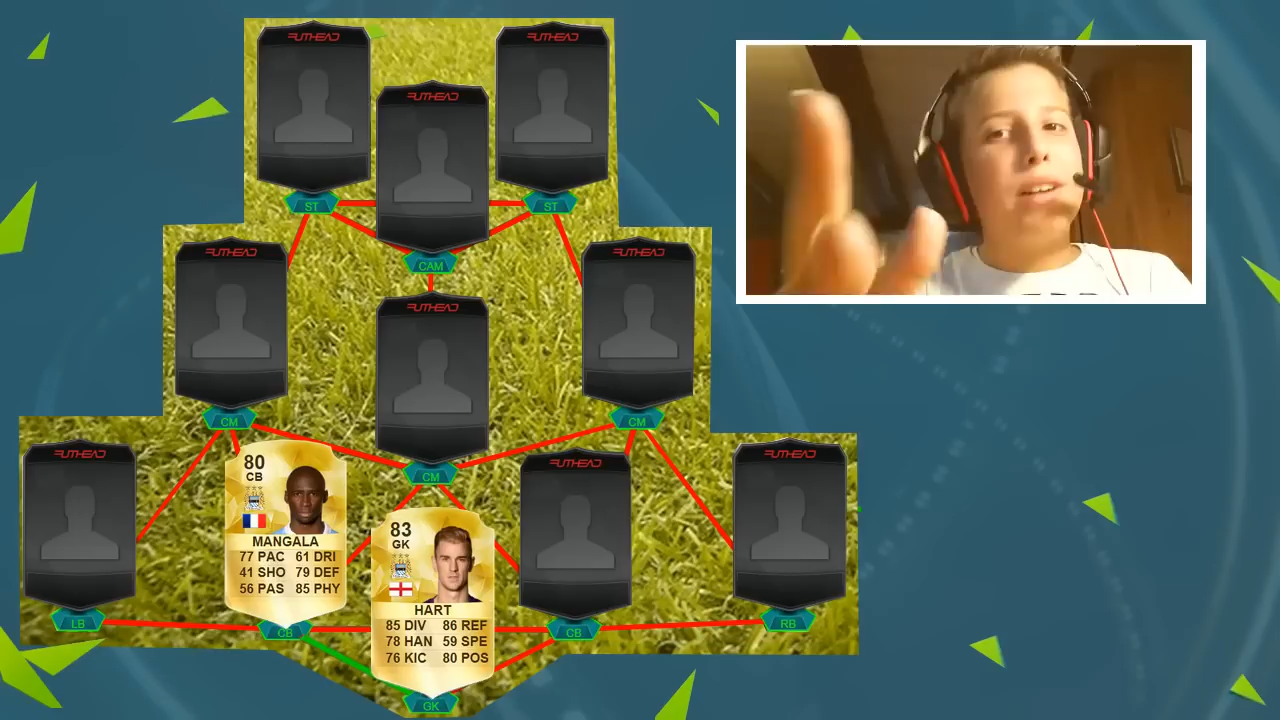 FUTHEAD
FUTHEAD
FUTHEAD
ST
ST
CAM
FUTHEAD
FUTHEAD
FUTHEAD
CM
CM
CM
FUTHEAD
80
CB
MANGALA
77 PAC 61 DRI
41 SHO 79 DEF
56 PAS 85 PHY
83
GK
HART
85 DIV 86 REF
78 HAN 59 SPE
76 KIC 80 POS
FUTHEAD
FUTHEAD
LB
CB
CB
RB
GK